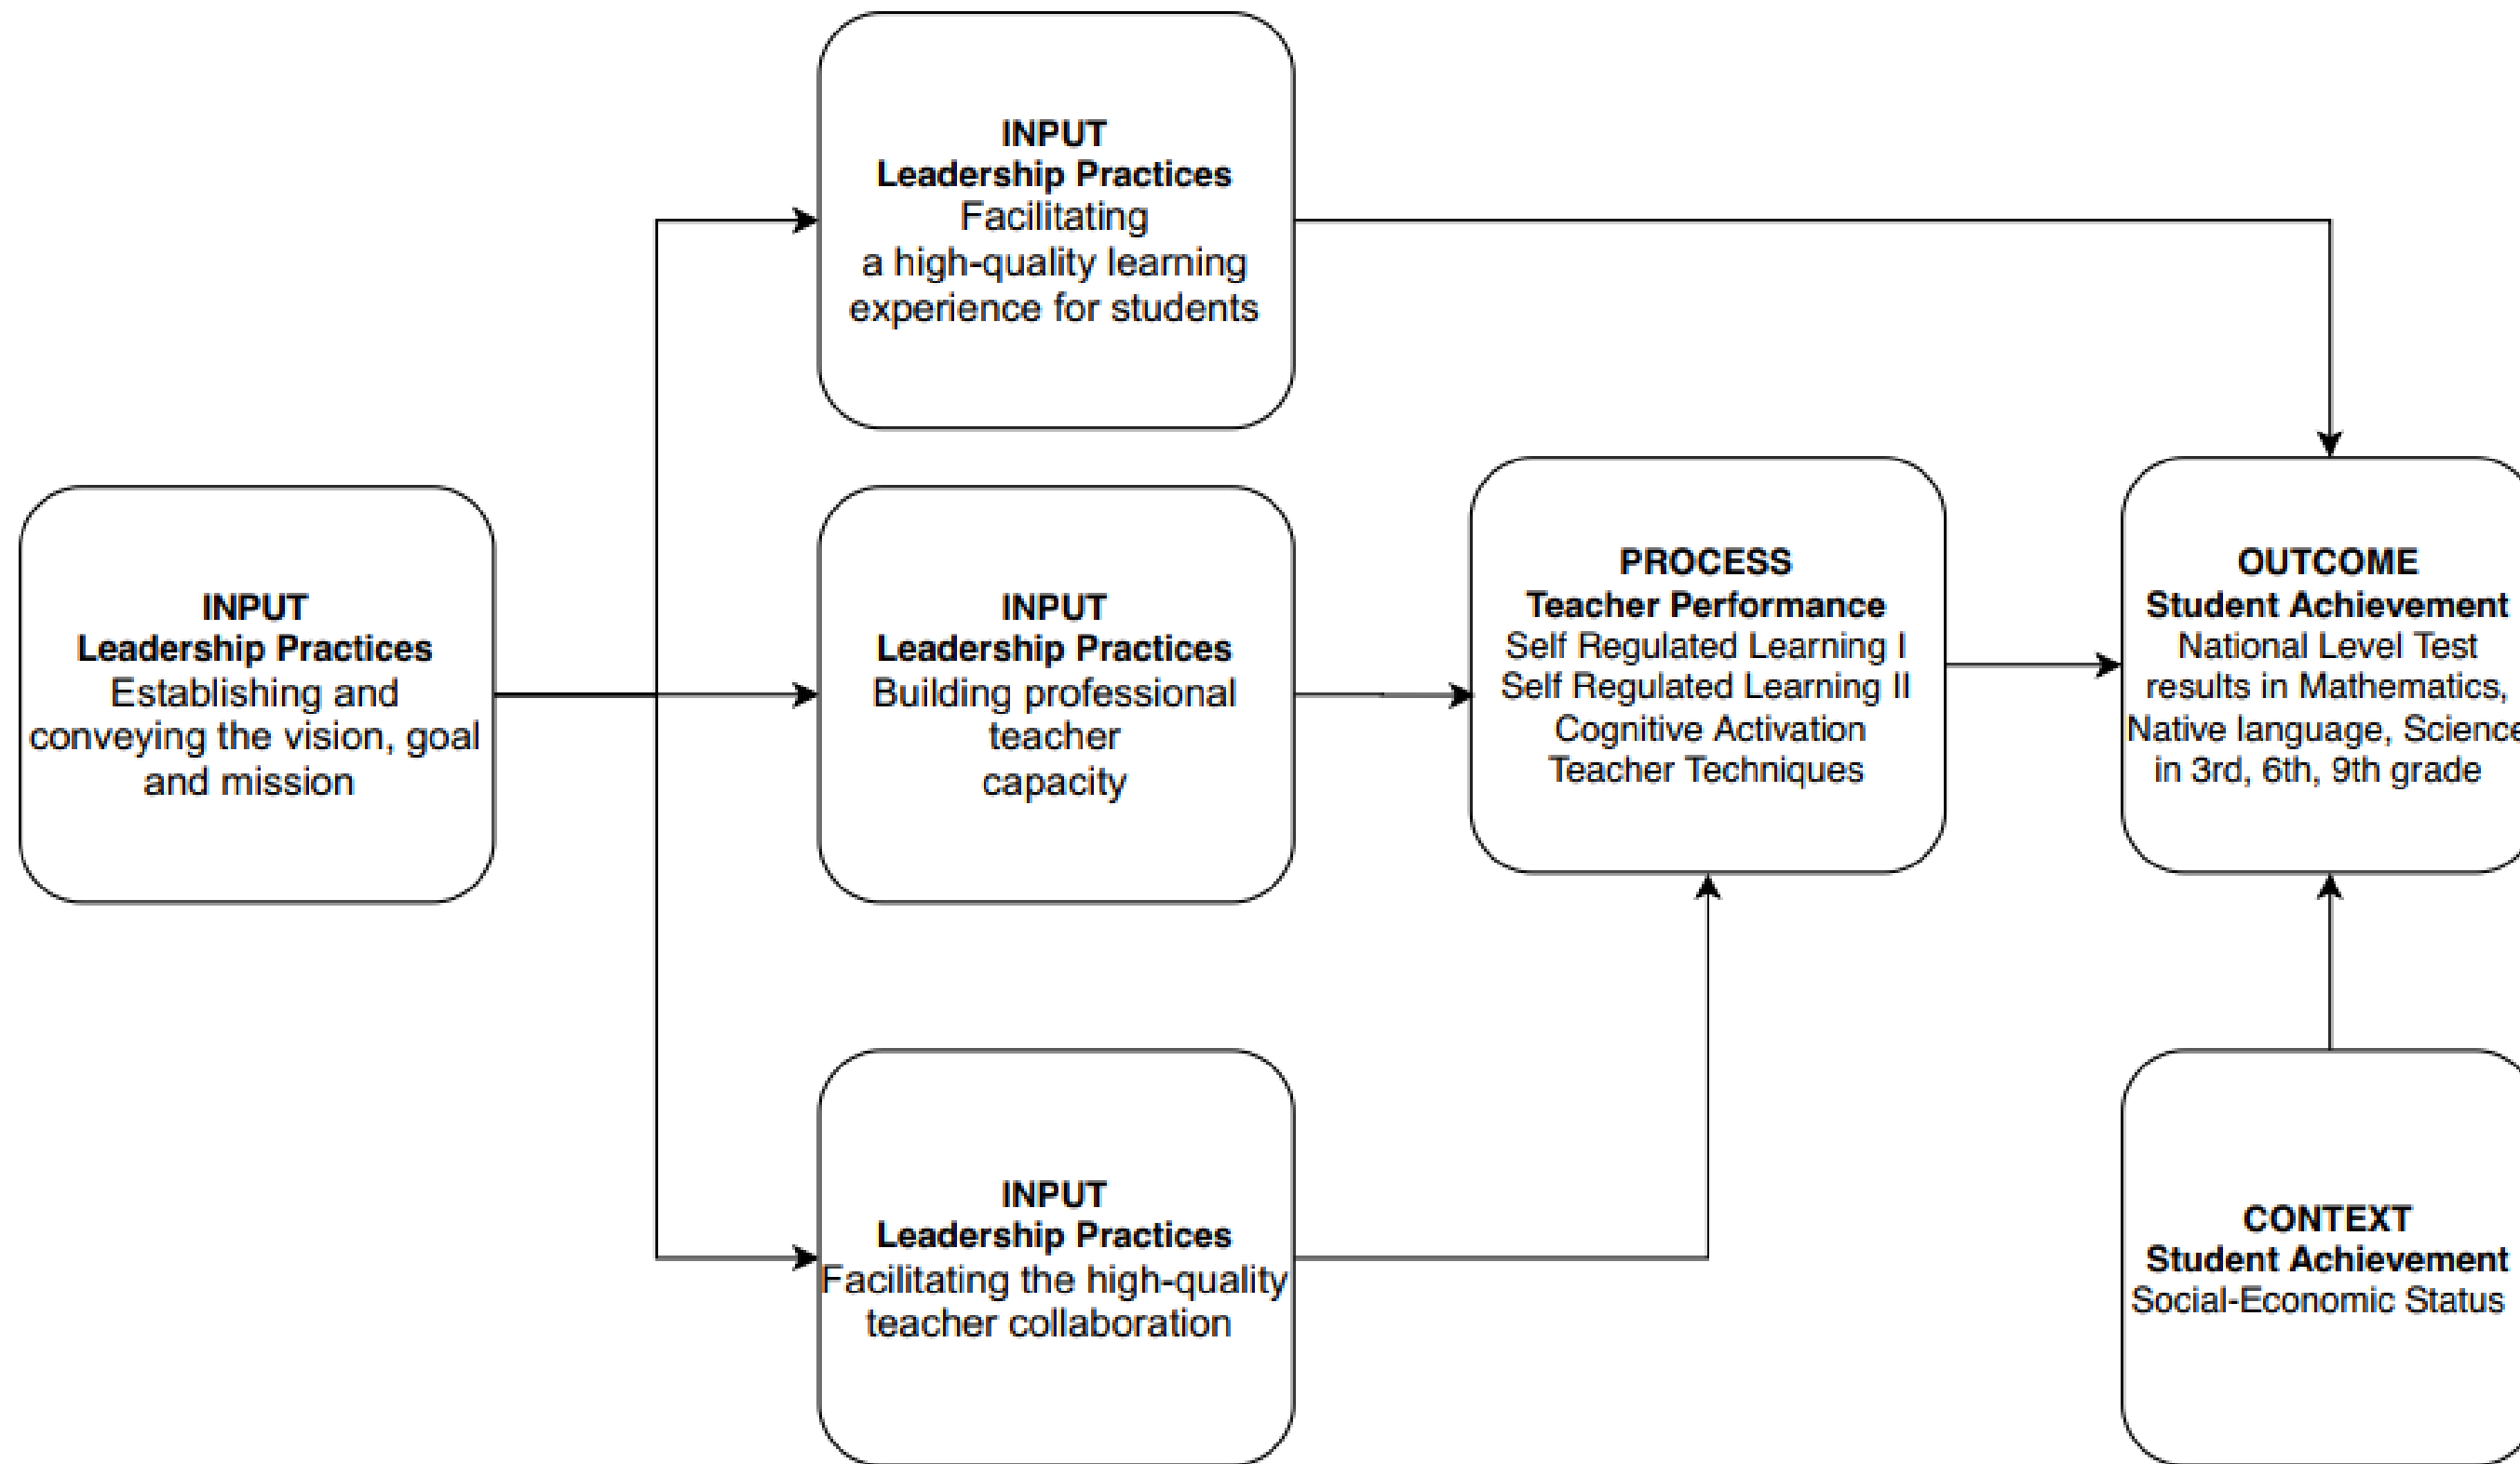 INPUT
Leadership Practices
Establishing and
conveying the vision, goal
and mission
INPUT
Leadership Practices
Facilitating
a high-quality learning
experience for students
INPUT
Leadership Practices
Building professional
teacher
capacity
INPUT
Leadership Practices
Facilitating the high-quality
teacher collaboration
PROCESS
Teacher Performance
Self Regulated Learning I
Self Regulated Learning II
Cognitive Activation
Teacher Techniques
OUTCOME
Student Achievement
National Level Test
results in Mathematics,
Native language, Science
in 3rd, 6th, 9th grade
CONTEXT
Student Achievement
Social-Economic Status